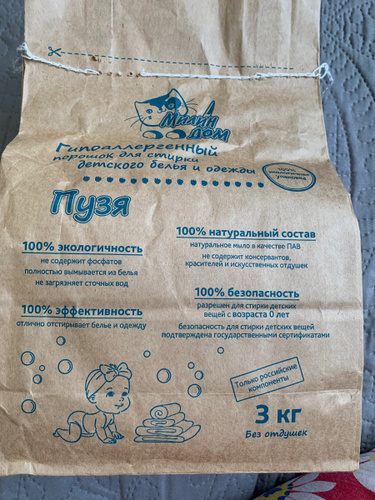 Милин
Дом
Гипоаллергенный
порошок для стирки
детского белья и одежды
упаковка
Пузя
100% экологичность
не содержит фосфатов
полностью вымывается из белья
не загрязняет сточных вод
100% натуральный состав
натуральное мыло в качестве ПАВ
не содержит консервантов,
красителей и искусственных отдушек
100% эффективность
отлично отстирывает белье и одежду
100% безопасность
разрешен для стирки детских
вещей с возраста 0 лет
безопасность для стирки детских вещей
подтверждена государственными сертификатами
Только российские
компоненты
3 кг
Без отдушек